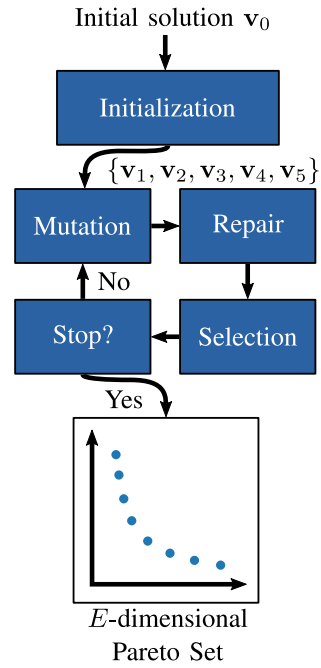 Initial solution v₀
Initialization
{v₁, v₂, v₃, v₄, v₅}
Mutation
Repair
No
Stop?
Selection
Yes
E-dimensional
Pareto Set